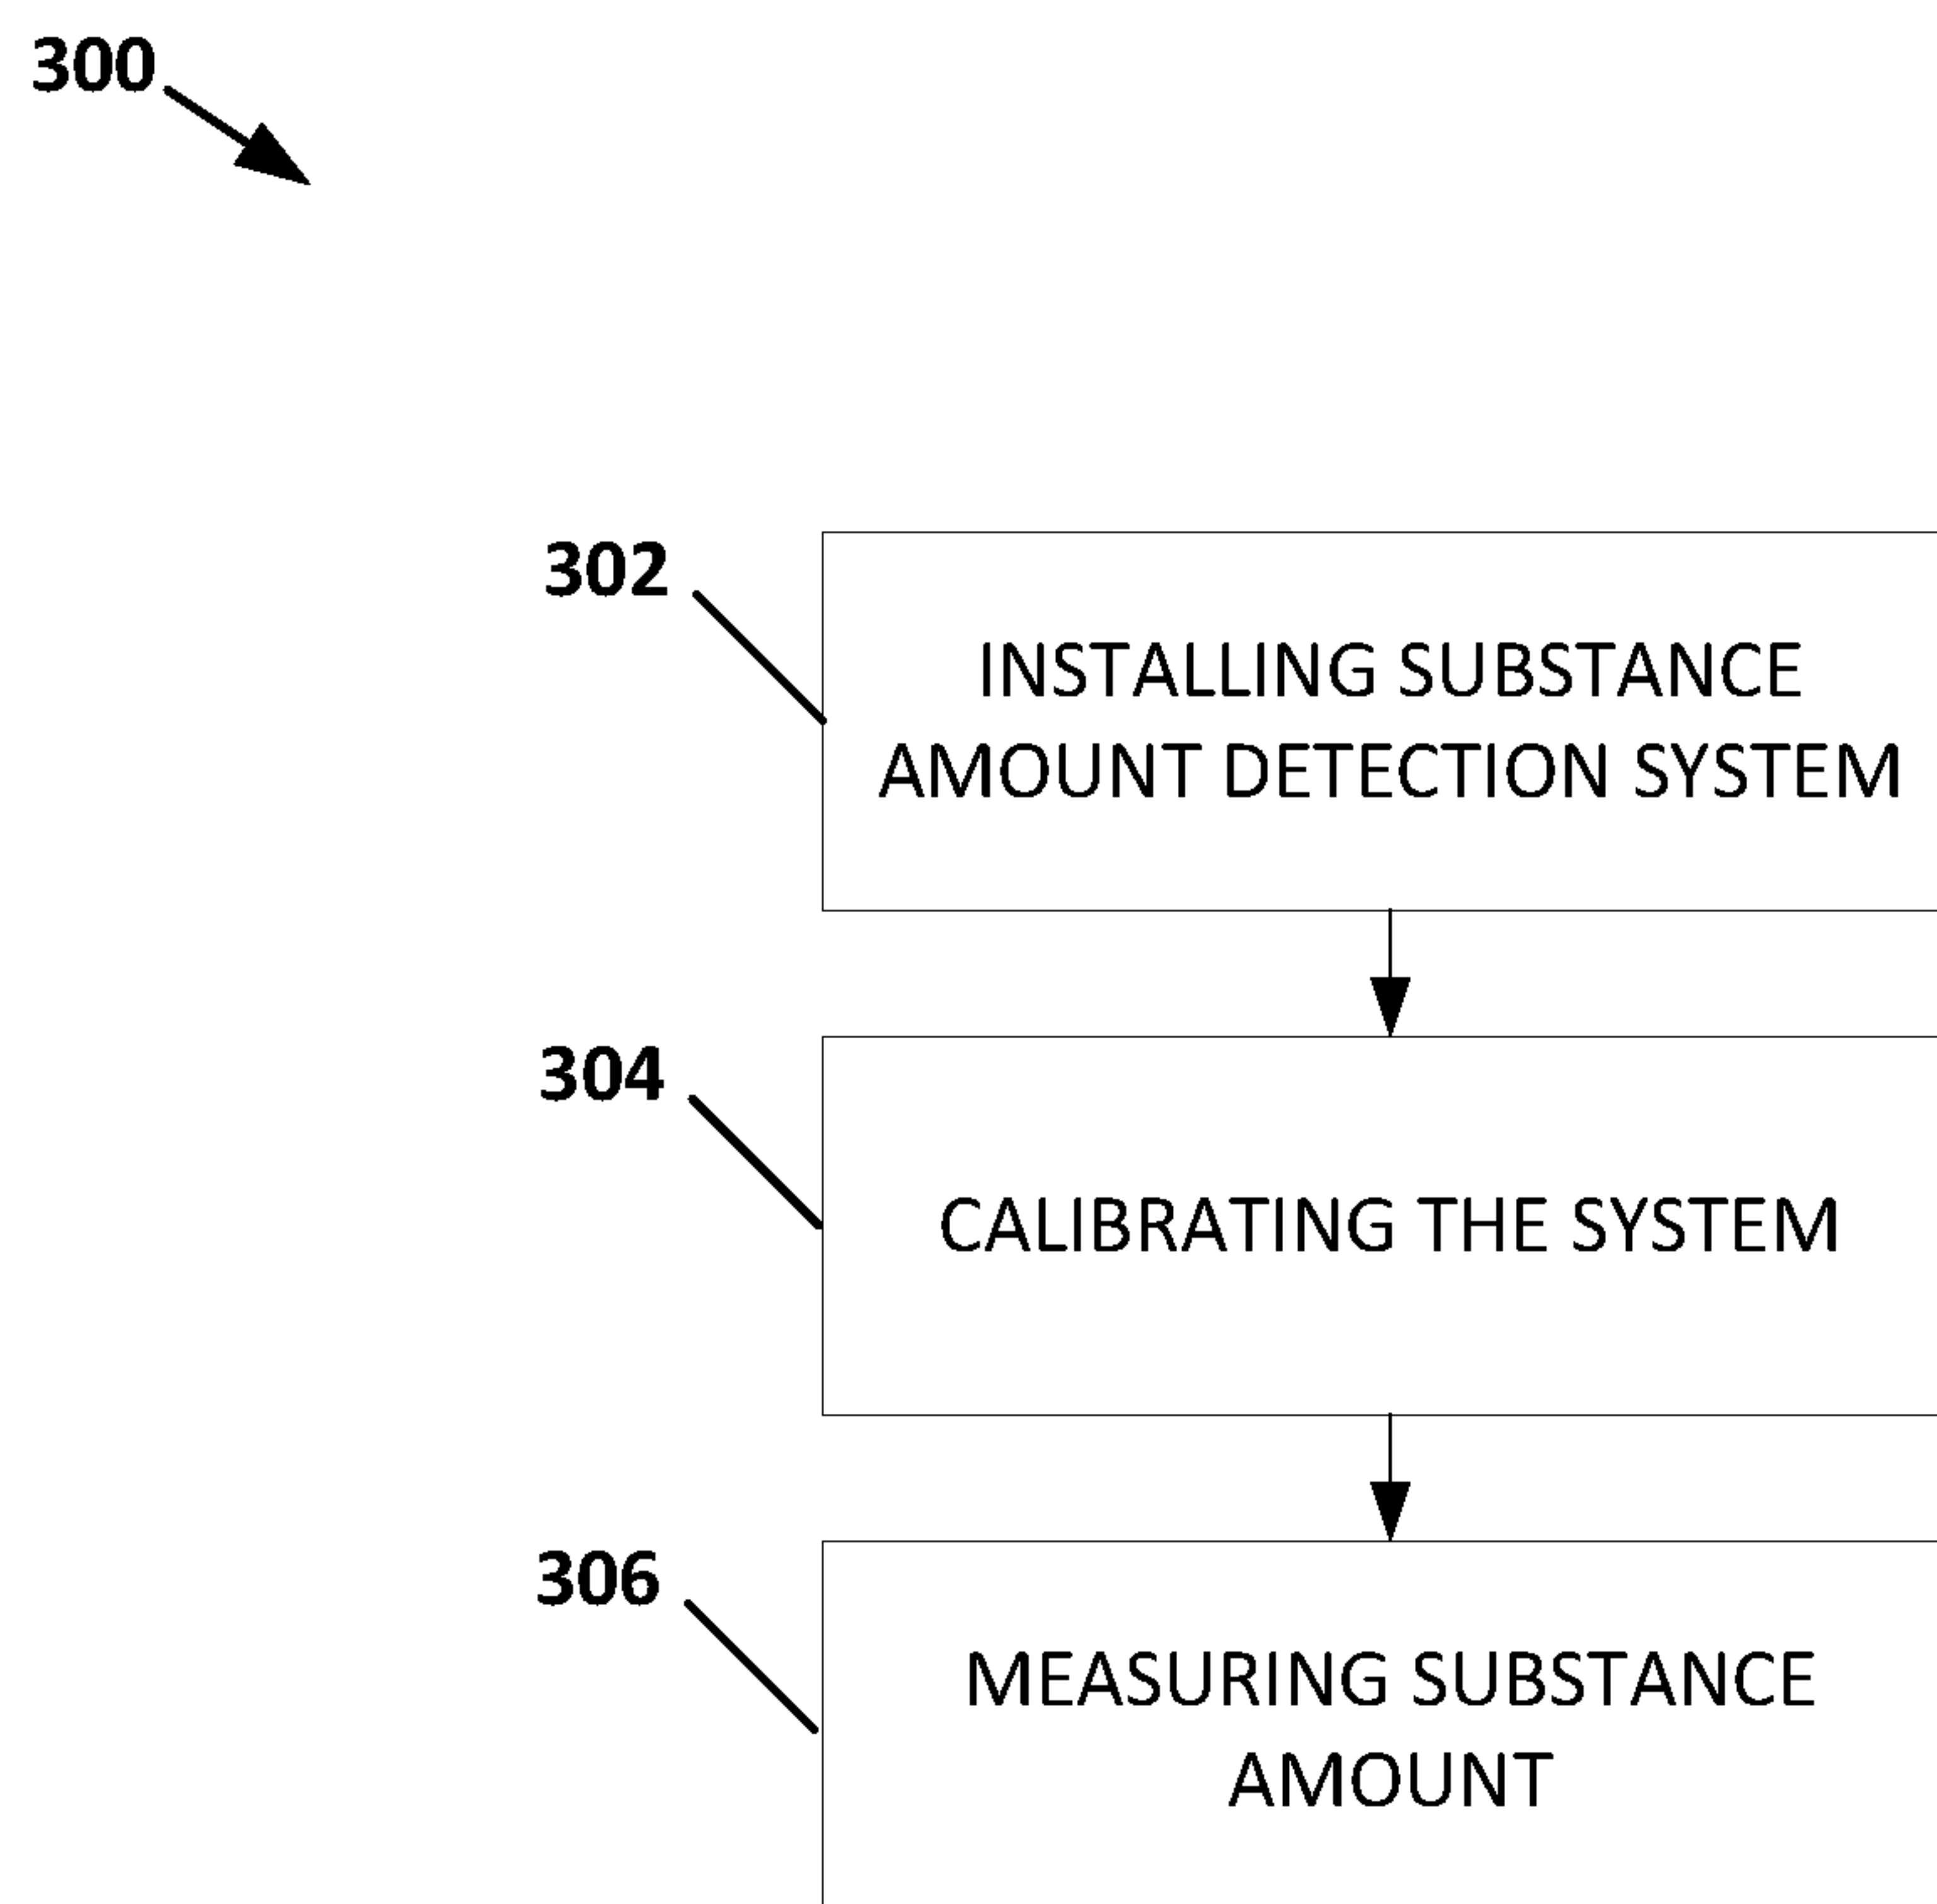 300
302
INSTALLING SUBSTANCE
AMOUNT DETECTION SYSTEM
304
CALIBRATING THE SYSTEM
306
MEASURING SUBSTANCE
AMOUNT